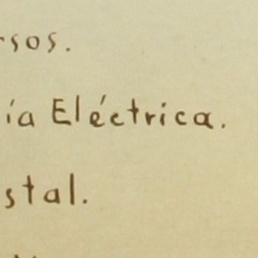 rsos.
ía Eléctrica.
stal.